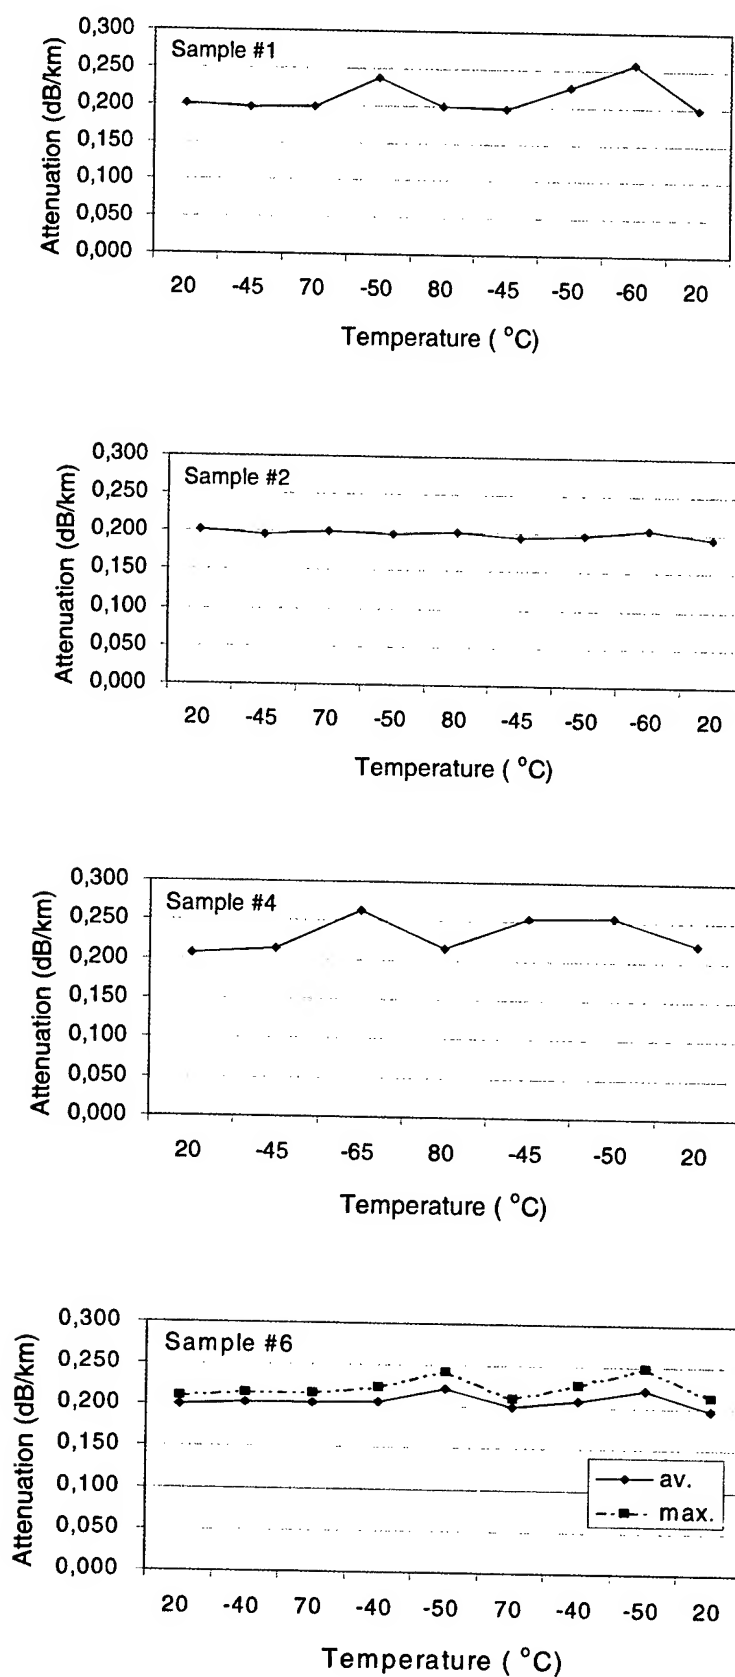 0,300
0,250
0,200
0,150
0,100
0,050
0,000
Attenuation (dB/km)
Sample #1
20 -45 70 -50 80 -45 -50 -60 20
Temperature ( °C)
0,300
0,250
0,200
0,150
0,100
0,050
0,000
Attenuation (dB/km)
Sample #2
20 -45 70 -50 80 -45 -50 -60 20
Temperature ( °C)
0,300
0,250
0,200
0,150
0,100
0,050
0,000
Attenuation (dB/km)
Sample #4
20 -45 -65 80 -45 -50 20
Temperature ( °C)
0,300
0,250
0,200
0,150
0,100
0,050
0,000
Attenuation (dB/km)
Sample #6
av.
max.
20 -40 70 -40 -50 70 -40 -50 20
Temperature ( °C)